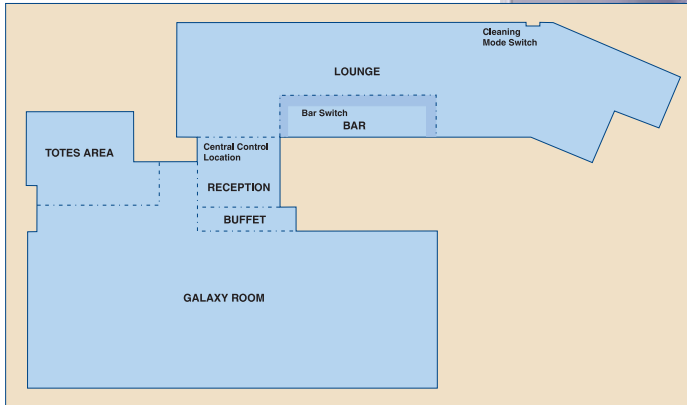 Cleaning
Mode Switch
LOUNGE
Bar Switch
BAR
TOTES AREA
Central Control
Location
RECEPTION
BUFFET
GALAXY ROOM